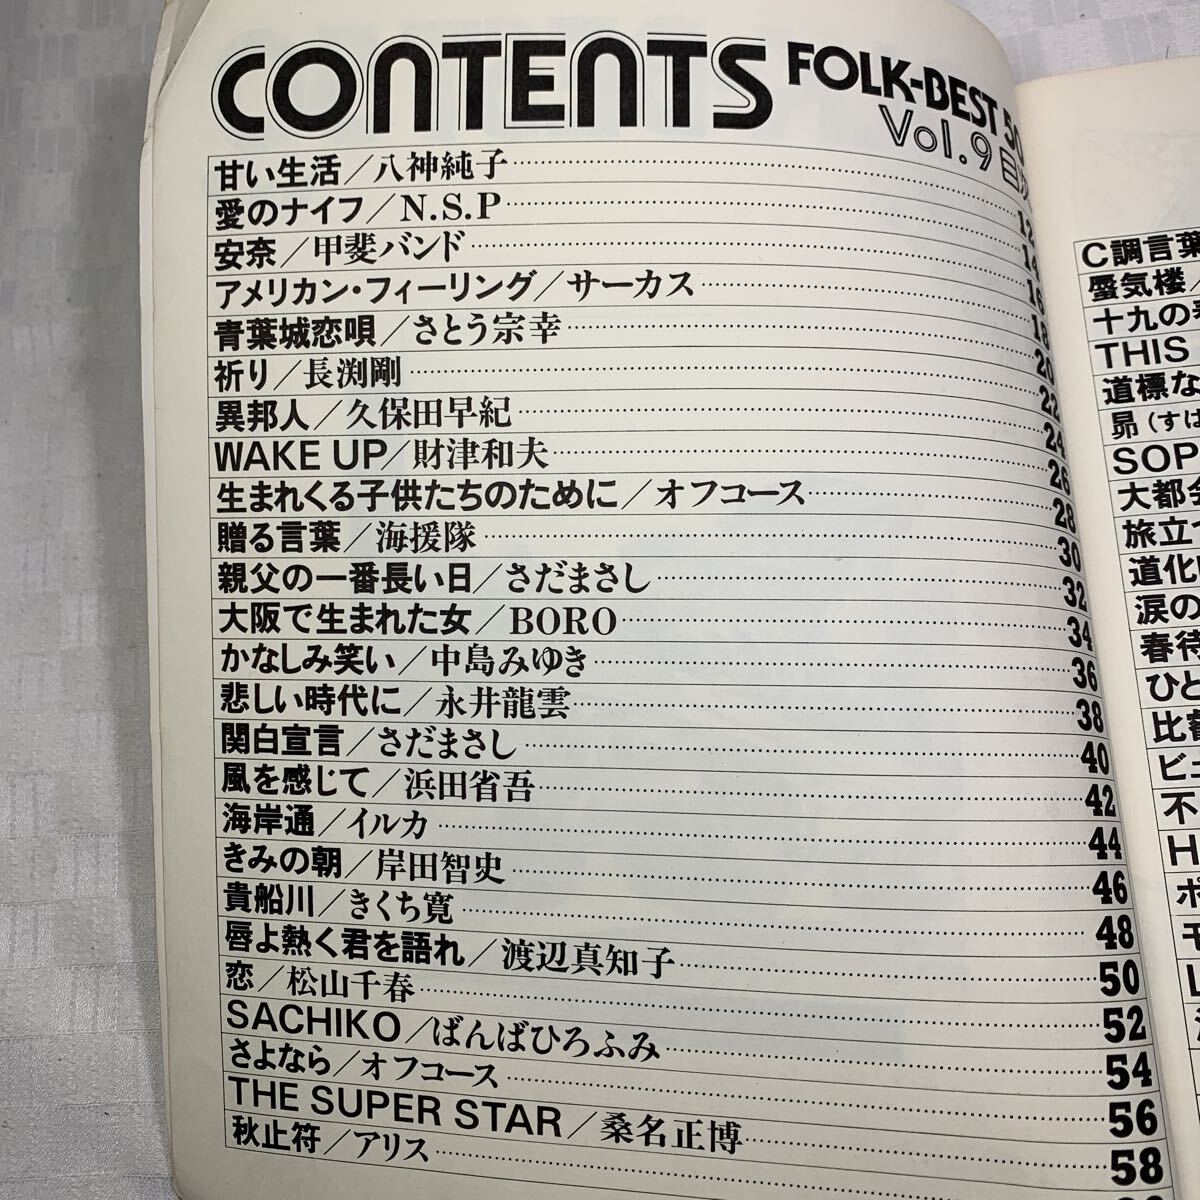 CONTENTS
FOLK-BEST 50
Vol.9 目次
甘い生活/八神純子……12
愛のナイフ/N.S.P……14
安奈/甲斐バンド……16
アメリカン・フィーリング/サーカス……18
青葉城恋唄/さとう宗幸……20
祈り/長渕剛……22
異邦人/久保田早紀……24
WAKE UP/財津和夫……26
生まれくる子供たちのために/オフコース……28
贈る言葉/海援隊……30
親父の一番長い日/さだまさし……32
大阪で生まれた女/BORO……34
かなしみ笑い/中島みゆき……36
悲しい時代に/永井龍雲……38
関白宣言/さだまさし……40
風を感じて/浜田省吾……42
海岸通/イルカ……44
きみの朝/岸田智史……46
貴船川/きくち寛……48
唇よ熱く君を語れ/渡辺真知子……50
恋/松山千春……52
SACHIKO/ばんばひろふみ……54
さよなら/オフコース……56
THE SUPER STAR/桑名正博……58
秋止符/アリス……
C調言葉
蜃気楼/
十九の
THIS
道標な
昴(すば
SOP
大都
旅立
道化
涙の
春待
ひと
比叡
ビ
不
H
ポ
モ
L